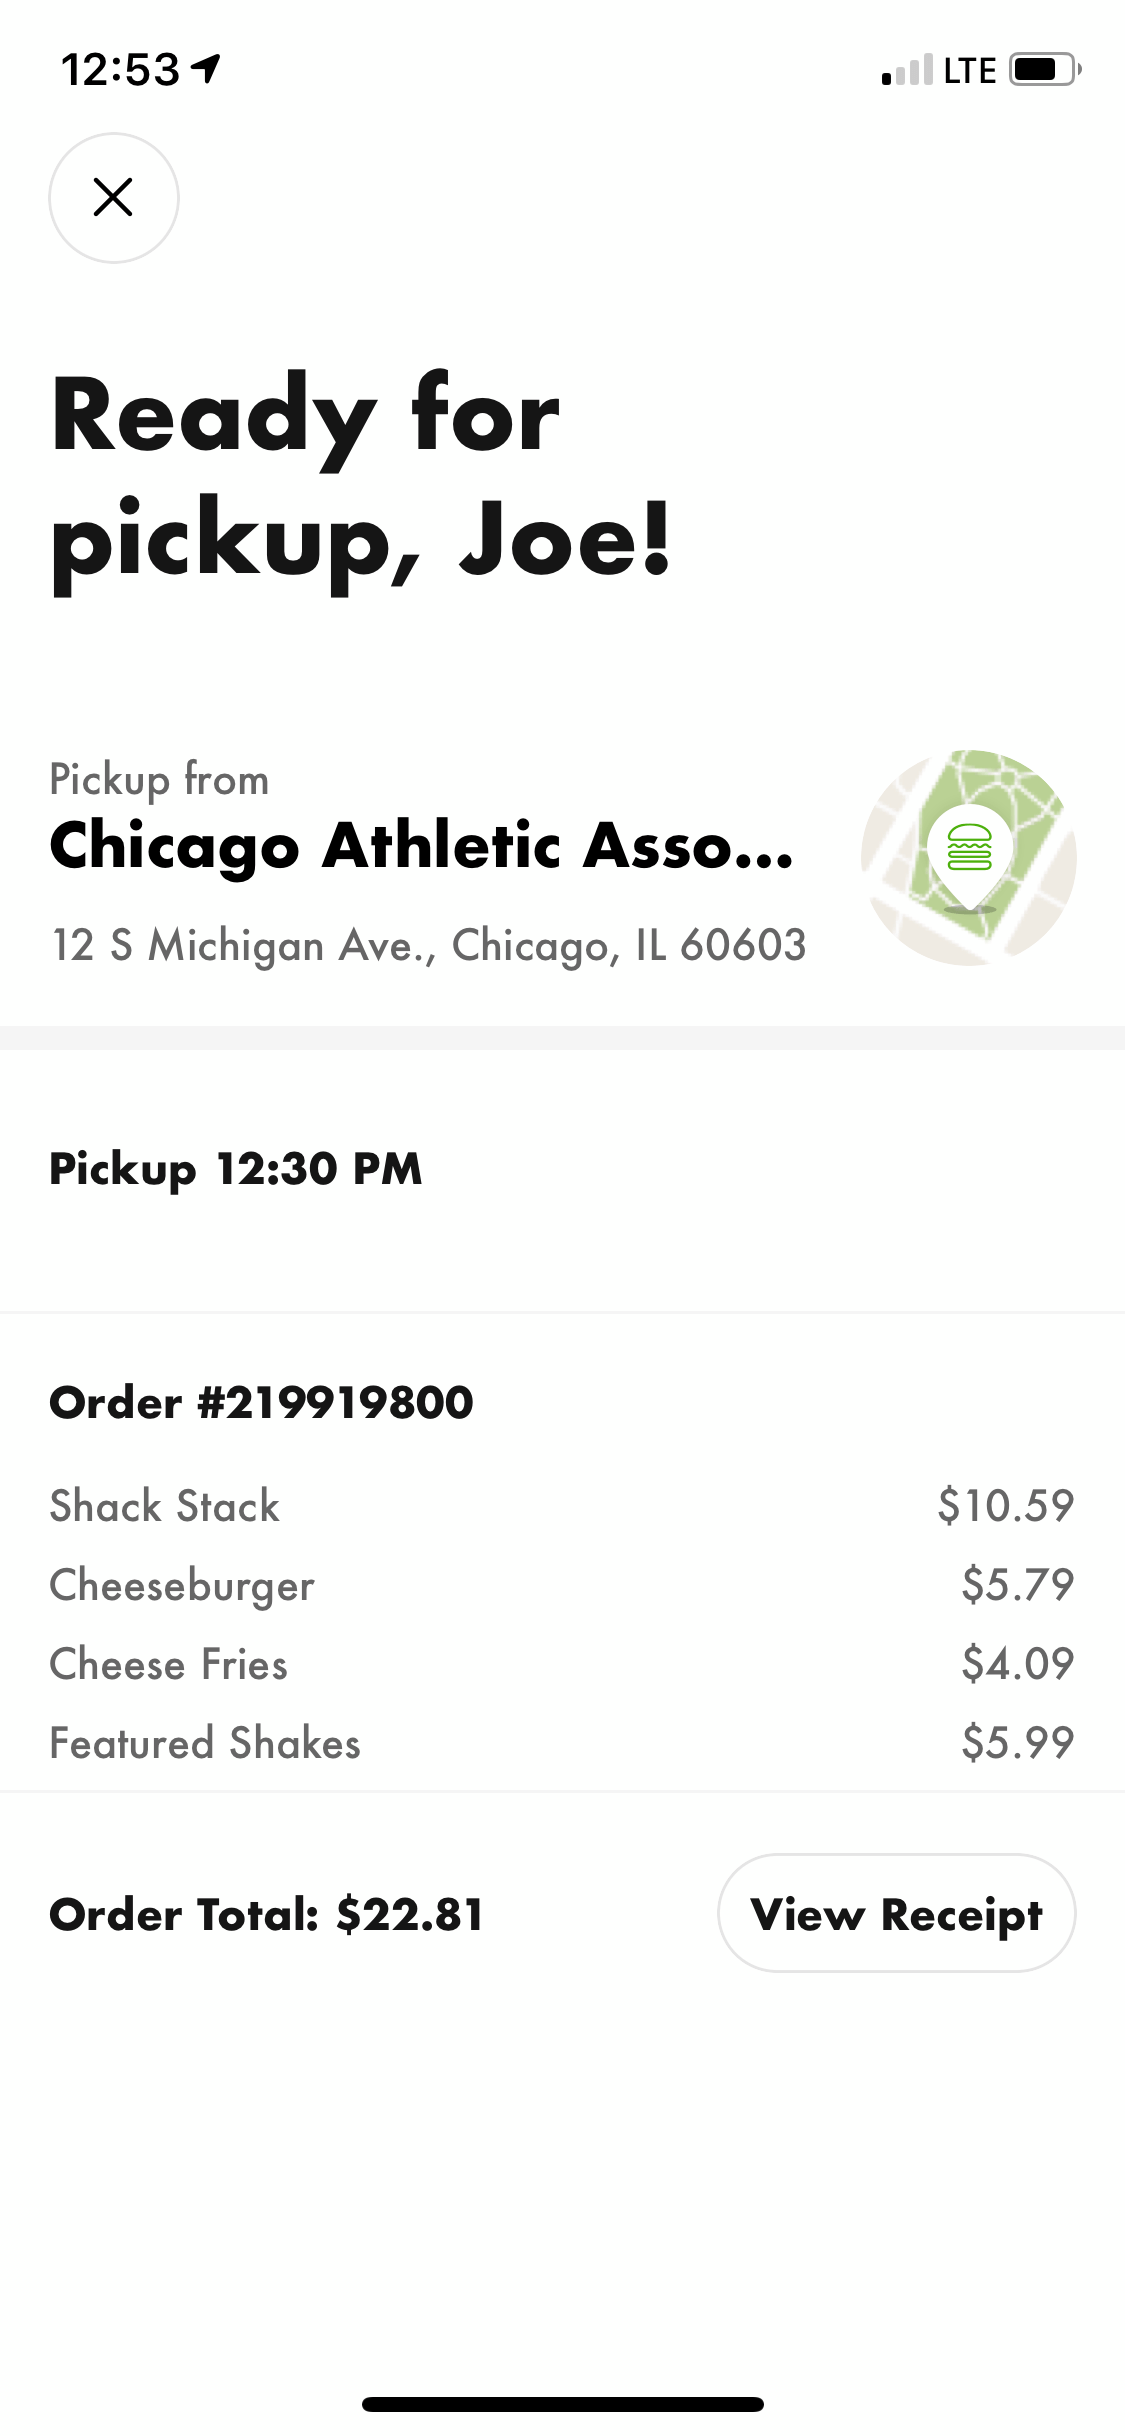 12:53
LTE
Ready for
pickup, Joe!
Pickup from
Chicago Athletic Asso...
12 S Michigan Ave., Chicago, IL 60603
Pickup 12:30 PM
Order #219919800
Shack Stack $10.59
Cheeseburger $5.79
Cheese Fries $4.09
Featured Shakes $5.99
Order Total: $22.81
View Receipt